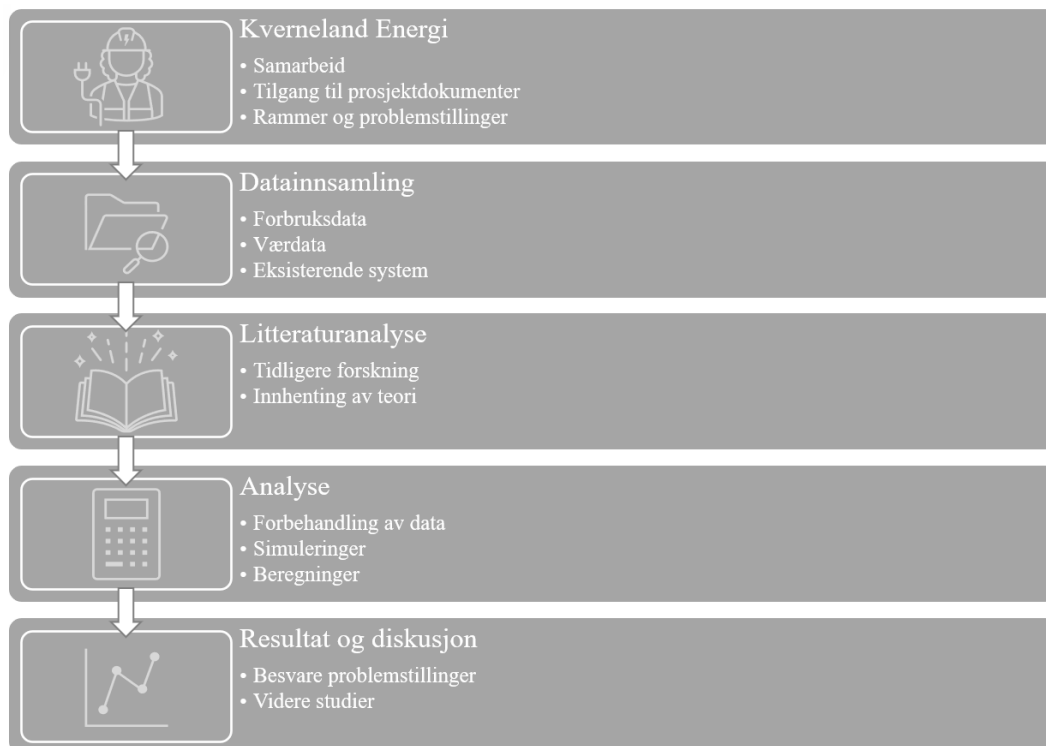 Kverneland Energi
• Samarbeid
• Tilgang til prosjektdokumenter
• Rammer og problemstillinger
Datainnsamling
• Forbruksdata
• Værdata
• Eksisterende system
Litteraturanalyse
• Tidligere forskning
• Innhenting av teori
Analyse
• Forbehandling av data
• Simuleringer
• Beregninger
Resultat og diskusjon
• Besvare problemstillinger
• Videre studier